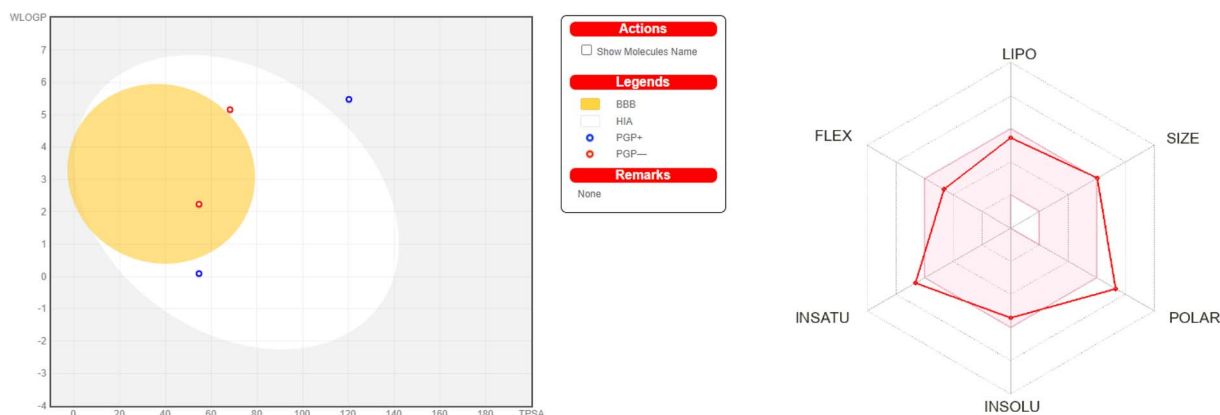 WLOGP
7
6
5
4
3
2
1
0
-1
-2
-3
-4
0
20
40
60
80
100
120
140
160
180
TPSA
Actions
Show Molecules Name
Legends
BBB
HIA
PGP+
PGP—
Remarks
None
LIPO
FLEX
SIZE
INSATU
POLAR
INSOLU